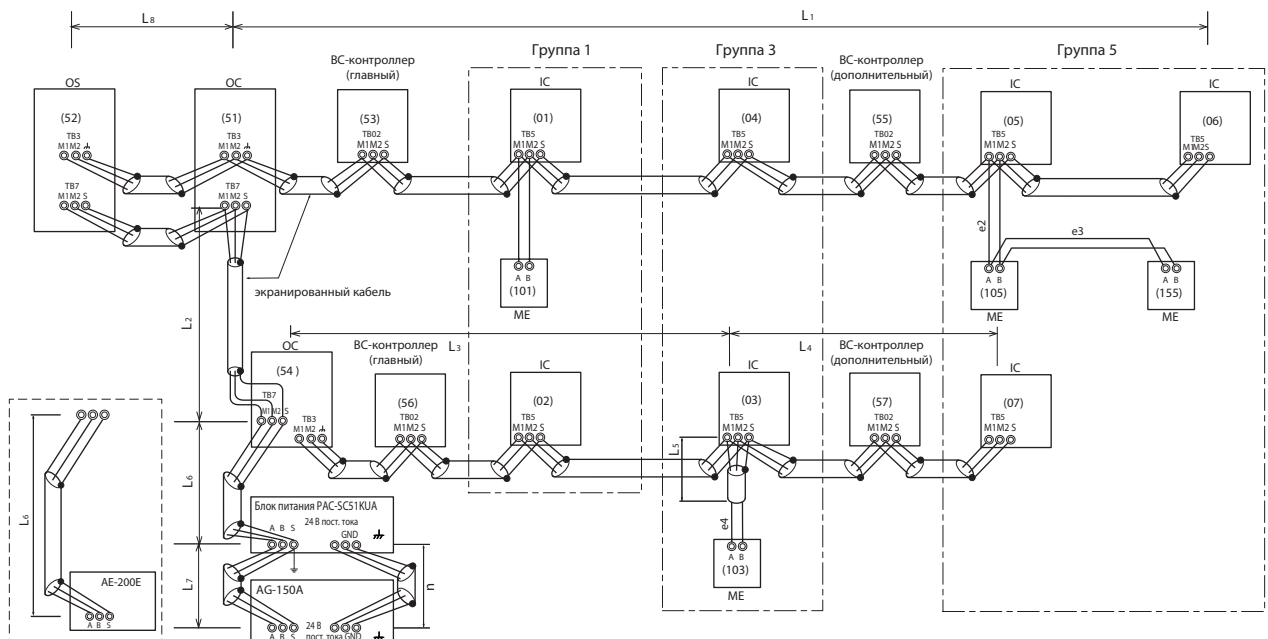 L8
L1
Группа 1
Группа 3
Группа 5
OS
OC
BC-контроллер
(главный)
IC
IC
BC-контроллер
(дополнительный)
IC
IC
(52)
(51)
(53)
(01)
(04)
(55)
(05)
(06)
TB3
M1M2
TB3
M1M2
TB02
M1M2 S
TB5
M1M2 S
TB5
M1M2 S
TB02
M1M2 S
TB5
M1M2 S
TB5
M1M2S
TB7
M1M2 S
TB7
M1M2 S
e2
e3
экранированный кабель
A B
(101)
ME
A B
(105)
ME
A B
(155)
ME
L2
L3
L4
OC
BC-контроллер
(главный)
IC
IC
BC-контроллер
(дополнительный)
IC
(54 )
(56)
(02)
(03)
(57)
(07)
TB7
M1M2 S
TB3
M1M2
TB02
M1M2 S
TB5
M1M2 S
TB5
M1M2 S
TB02
M1M2 S
TB5
M1M2 S
L5
e4
A B
(103)
ME
L6
L6
Блок питания PAC-SC51KUA
A B S
24 В пост. тока
GND
L7
n
AE-200E
A B S
AG-150A
A B S
24 В
пост. тока GND